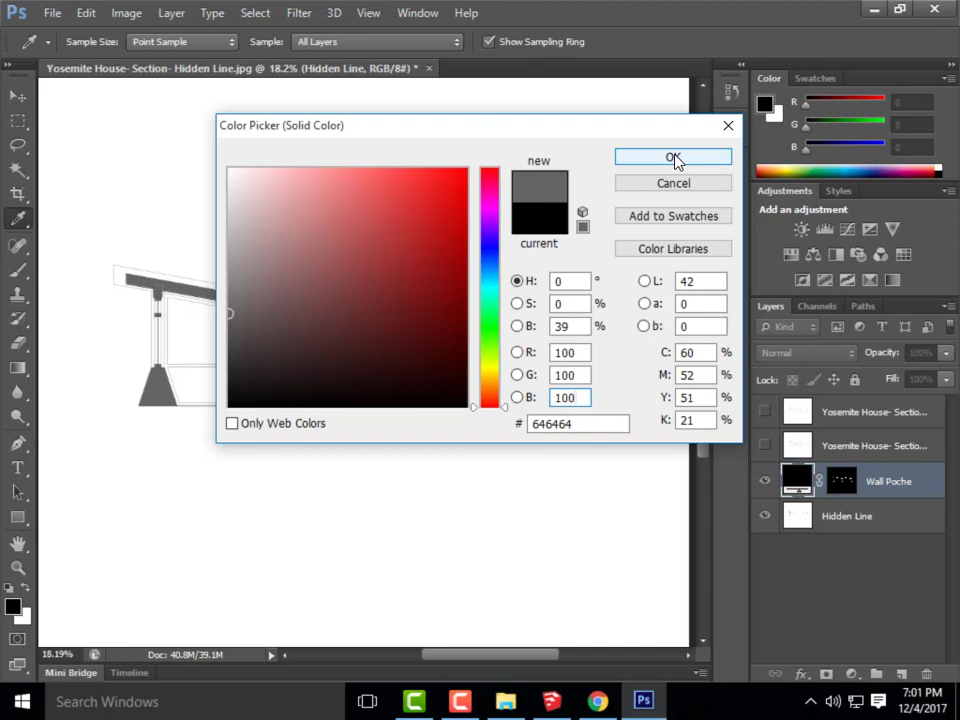 Ps File Edit Image Layer Type Select Filter 3D View Window Help
Sample Size: Point Sample Sample: All Layers Show Sampling Ring
Yosemite House- Section- Hidden Line.jpg @ 18.2% (Hidden Line, RGB/8#) * ×
Color Swatches
R 0
G 0
B 0
Adjustments Styles
Add an adjustment
Layers Channels Paths
Kind
Normal Opacity: 100%
Lock: Fill: 100%
Yosemite House- Sectio...
Yosemite House- Sectio...
Wall Poche
Hidden Line
Color Picker (Solid Color)
new
current
OK
Cancel
Add to Swatches
Color Libraries
H: 0 ° L: 42
S: 0 % a: 0
B: 39 % b: 0
R: 100 C: 60 %
G: 100 M: 52 %
B: 100 Y: 51 %
# 646464 K: 21 %
Only Web Colors
18.19% Doc: 40.8M/39.1M
Mini Bridge Timeline
Search Windows
Ps
7:01 PM
12/4/2017